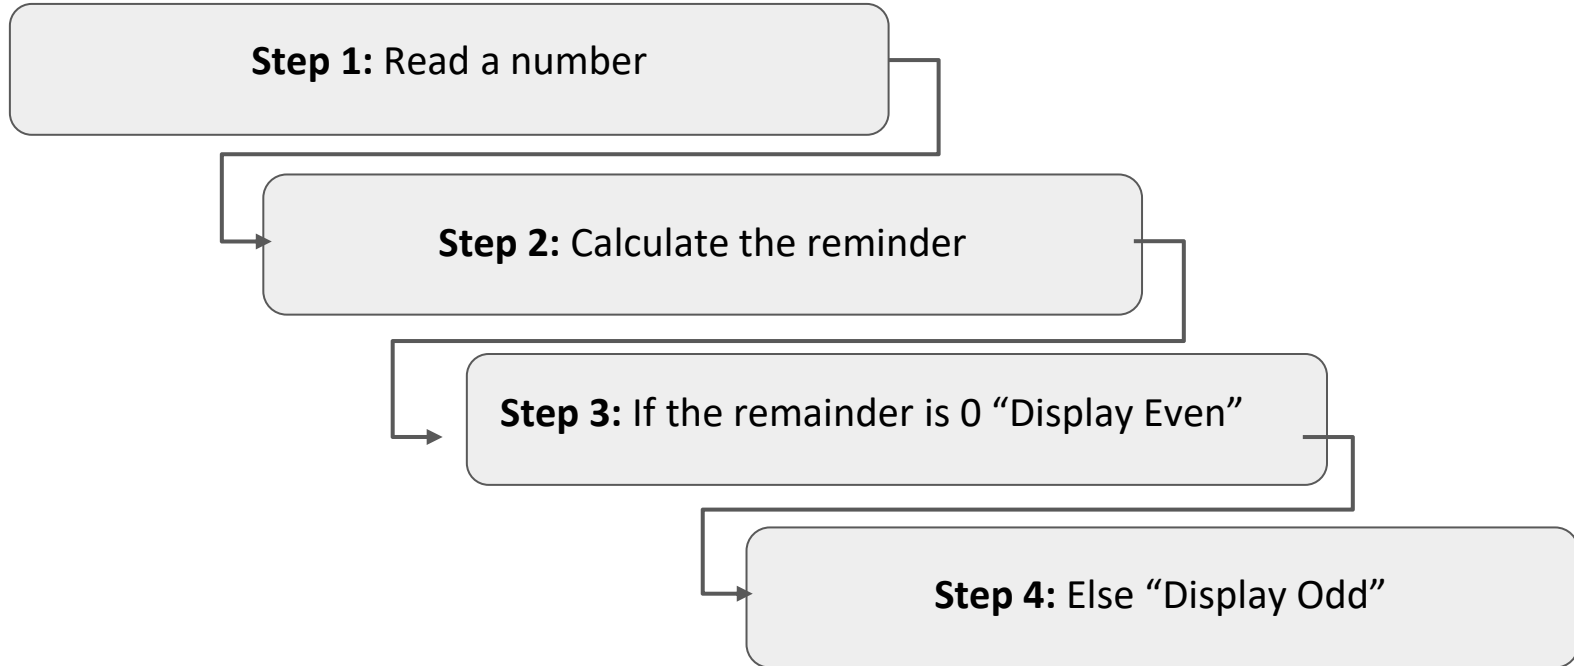 Step 1: Read a number
Step 2: Calculate the reminder
Step 3: If the remainder is 0 “Display Even”
Step 4: Else “Display Odd”